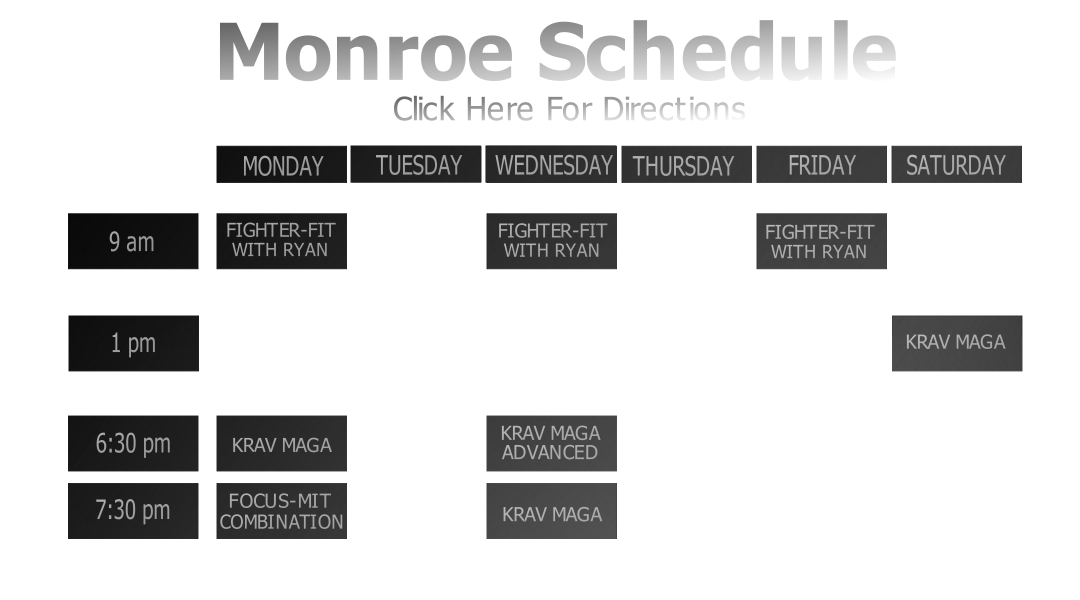 Monroe Schedule
Click Here For Directions
MONDAY TUESDAY WEDNESDAY THURSDAY FRIDAY SATURDAY
9 am
FIGHTER-FIT
WITH RYAN
FIGHTER-FIT
WITH RYAN
FIGHTER-FIT
WITH RYAN
1 pm
KRAV MAGA
6:30 pm
KRAV MAGA
KRAV MAGA
ADVANCED
7:30 pm
FOCUS-MIT
COMBINATION
KRAV MAGA